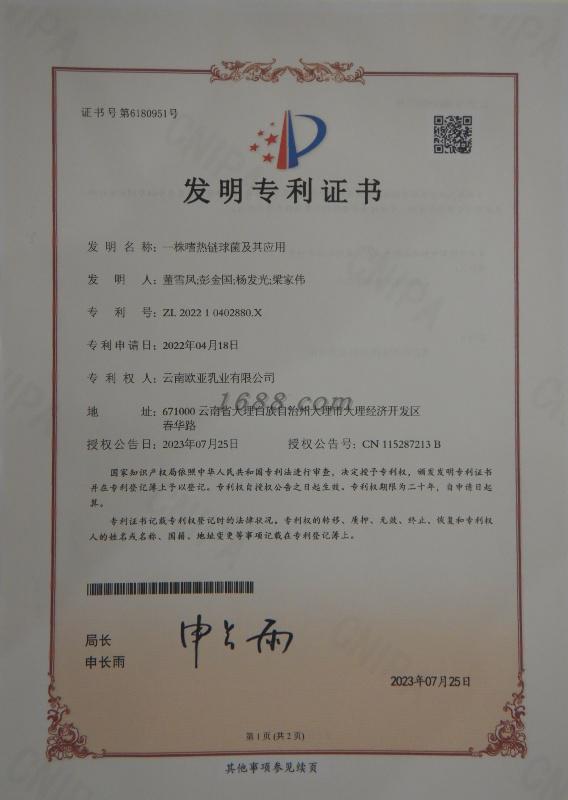 证书号第6180951号
发明专利证书
发明名称：一株嗜热链球菌及其应用
发明人：董雪凤;彭金国;杨发光;梁家伟
专利号：ZL 2022 1 0402880.X
专利申请日：2022年04月18日
专利权人：云南欧亚乳业有限公司
1688.com
地址：671000 云南省大理白族自治州大理市大理经济开发区
春华路
授权公告日：2023年07月25日 授权公告号：CN 115287213 B
国家知识产权局依照中华人民共和国专利法进行审查，决定授予专利权，颁发发明专利证书
并在专利登记簿上予以登记。专利权自授权公告之日起生效。专利权期限为二十年，自申请日起
算。
专利证书记载专利权登记时的法律状况。专利权的转移、质押、无效、终止、恢复和专利权
人的姓名或名称、国籍、地址变更等事项记载在专利登记簿上。
局长
申长雨
申长雨
2023年07月25日
第1页(共2页)
其他事项参见续页